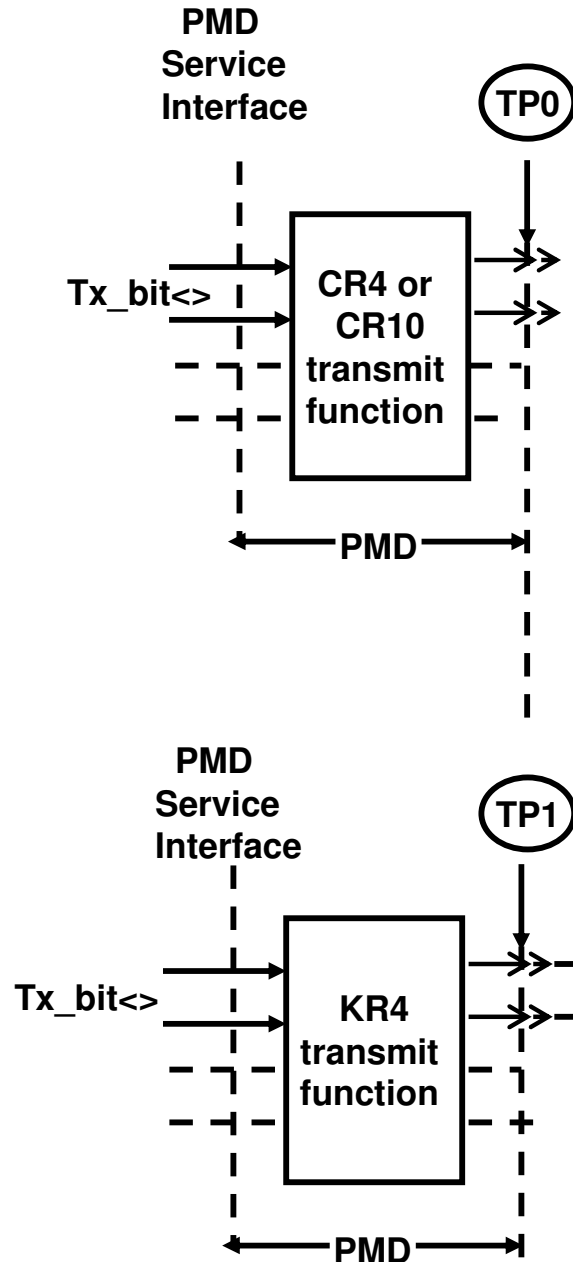 PMD
Service
Interface
TP0
Tx_bit<>
CR4 or
CR10
transmit
function
PMD
PMD
Service
Interface
TP1
Tx_bit<>
KR4
transmit
function
PMD